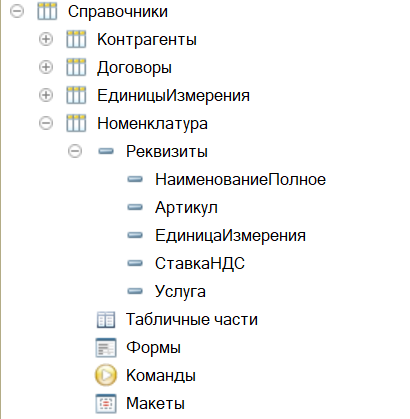 Справочники
Контрагенты
Договоры
ЕдиницыИзмерения
Номенклатура
Реквизиты
НаименованиеПолное
Артикул
ЕдиницаИзмерения
СтавкаНДС
Услуга
Табличные части
Формы
Команды
Макеты